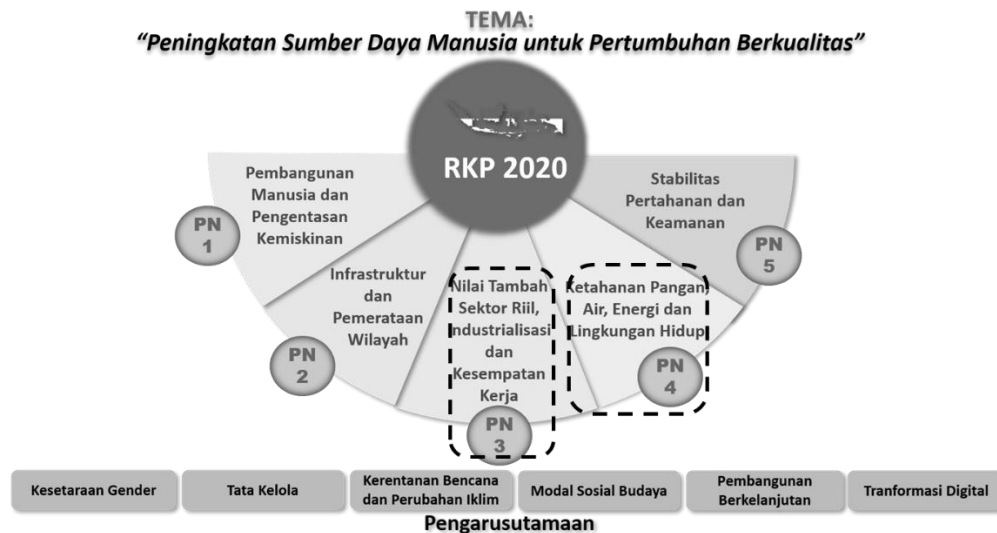 TEMA:
“Peningkatan Sumber Daya Manusia untuk Pertumbuhan Berkualitas”
RKP 2020
Pembangunan
Manusia dan
Pengentasan
Kemiskinan
PN
1
Infrastruktur
dan
Pemerataan
Wilayah
PN
2
Nilai Tambah
Sektor Riil,
Industrialisasi
dan
Kesempatan
Kerja
PN
3
Ketahanan Pangan,
Air, Energi dan
Lingkungan Hidup
PN
4
Stabilitas
Pertahanan dan
Keamanan
PN
5
Kesetaraan Gender
Tata Kelola
Kerentanan Bencana
dan Perubahan Iklim
Modal Sosial Budaya
Pembangunan
Berkelanjutan
Tranformasi Digital
Pengarusutamaan